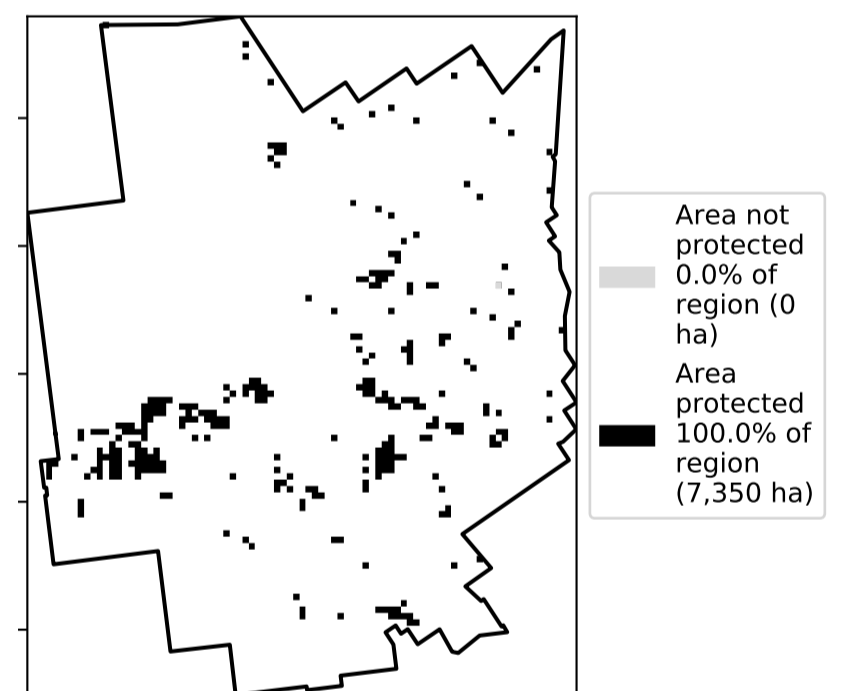 Area not
protected
0.0% of
region (0
ha)
Area
protected
100.0% of
region
(7,350 ha)